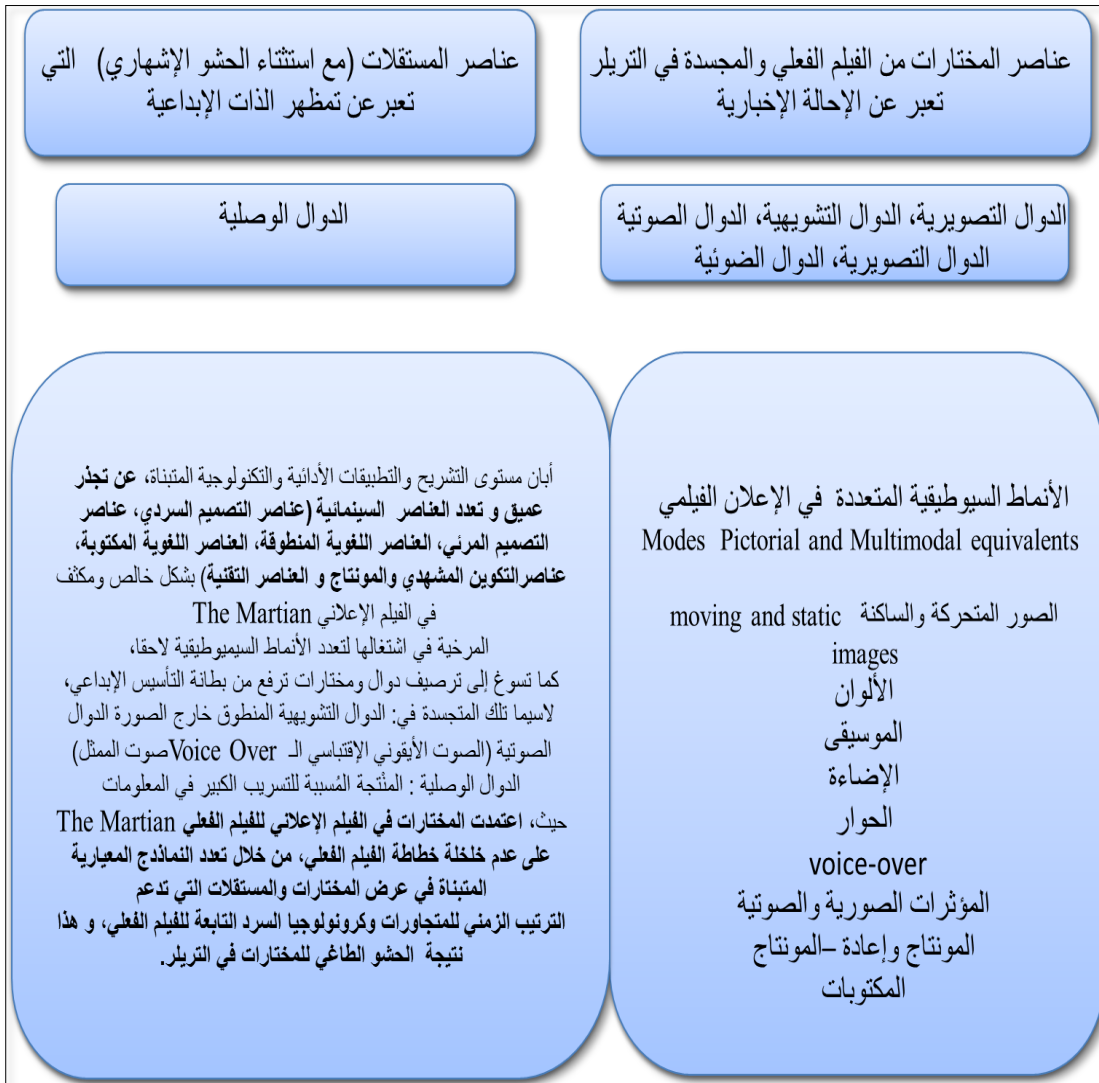 عناصر المختارات من الفيلم الفعلي والمجسدة في التريلر
تعبر عن الإحالة الإخبارية
عناصر المستقلات (مع استثناء الحشو الإشهاري) التي
تعبرعن تمظهر الذات الإبداعية
الدوال التصويرية، الدوال التشويهية، الدوال الصوتية
الدوال التصويرية، الدوال الضوئية
الدوال الوصلية
الأنماط السيوطيقية المتعددة في الإعلان الفيلمي
Modes Pictorial and Multimodal equivalents
الصور المتحركة والساكنة moving and static
images
الألوان
الموسيقى
الإضاءة
الحوار
voice-over
المؤثرات الصورية والصوتية
المونتاج وإعادة –المونتاج
المكتوبات
أبان مستوى التشريح والتطبيقات الأدائية والتكنولوجية المتبناة، عن تجذر
عميق و تعدد العناصر السينمائية (عناصر التصميم السردي، عناصر
التصميم المرئي، العناصر اللغوية المنطوقة، العناصر اللغوية المكتوبة،
عناصرالتكوين المشهدي والمونتاج و العناصر التقنية) بشكل خالص ومكثف
في الفيلم الإعلاني The Martian
المرخية في اشتغالها لتعدد الأنماط السيميوطيقية لاحقا،
كما تسوغ إلى ترصيف دوال ومختارات ترفع من بطانة التأسيس الإبداعي،
لاسيما تلك المتجسدة في: الدوال التشويهية المنطوق خارج الصورة الدوال
الصوتية (الصوت الأيقوني الإقتباسي الـ Voice Over صوت الممثل)
الدوال الوصلية : المنْتجة المُسببة للتسريب الكبير في المعلومات
حيث، اعتمدت المختارات في الفيلم الإعلاني للفيلم الفعلي The Martian
على عدم خلخلة خطاطة الفيلم الفعلي، من خلال تعدد النماذدج المعيارية
المتبناة في عرض المختارات والمستقلات التي تدعم
الترتيب الزمني للمتجاورات وكرونولوجيا السرد التابعة للفيلم الفعلي، و هذا
نتيجة الحشو الطاغي للمختارات في التريلر.